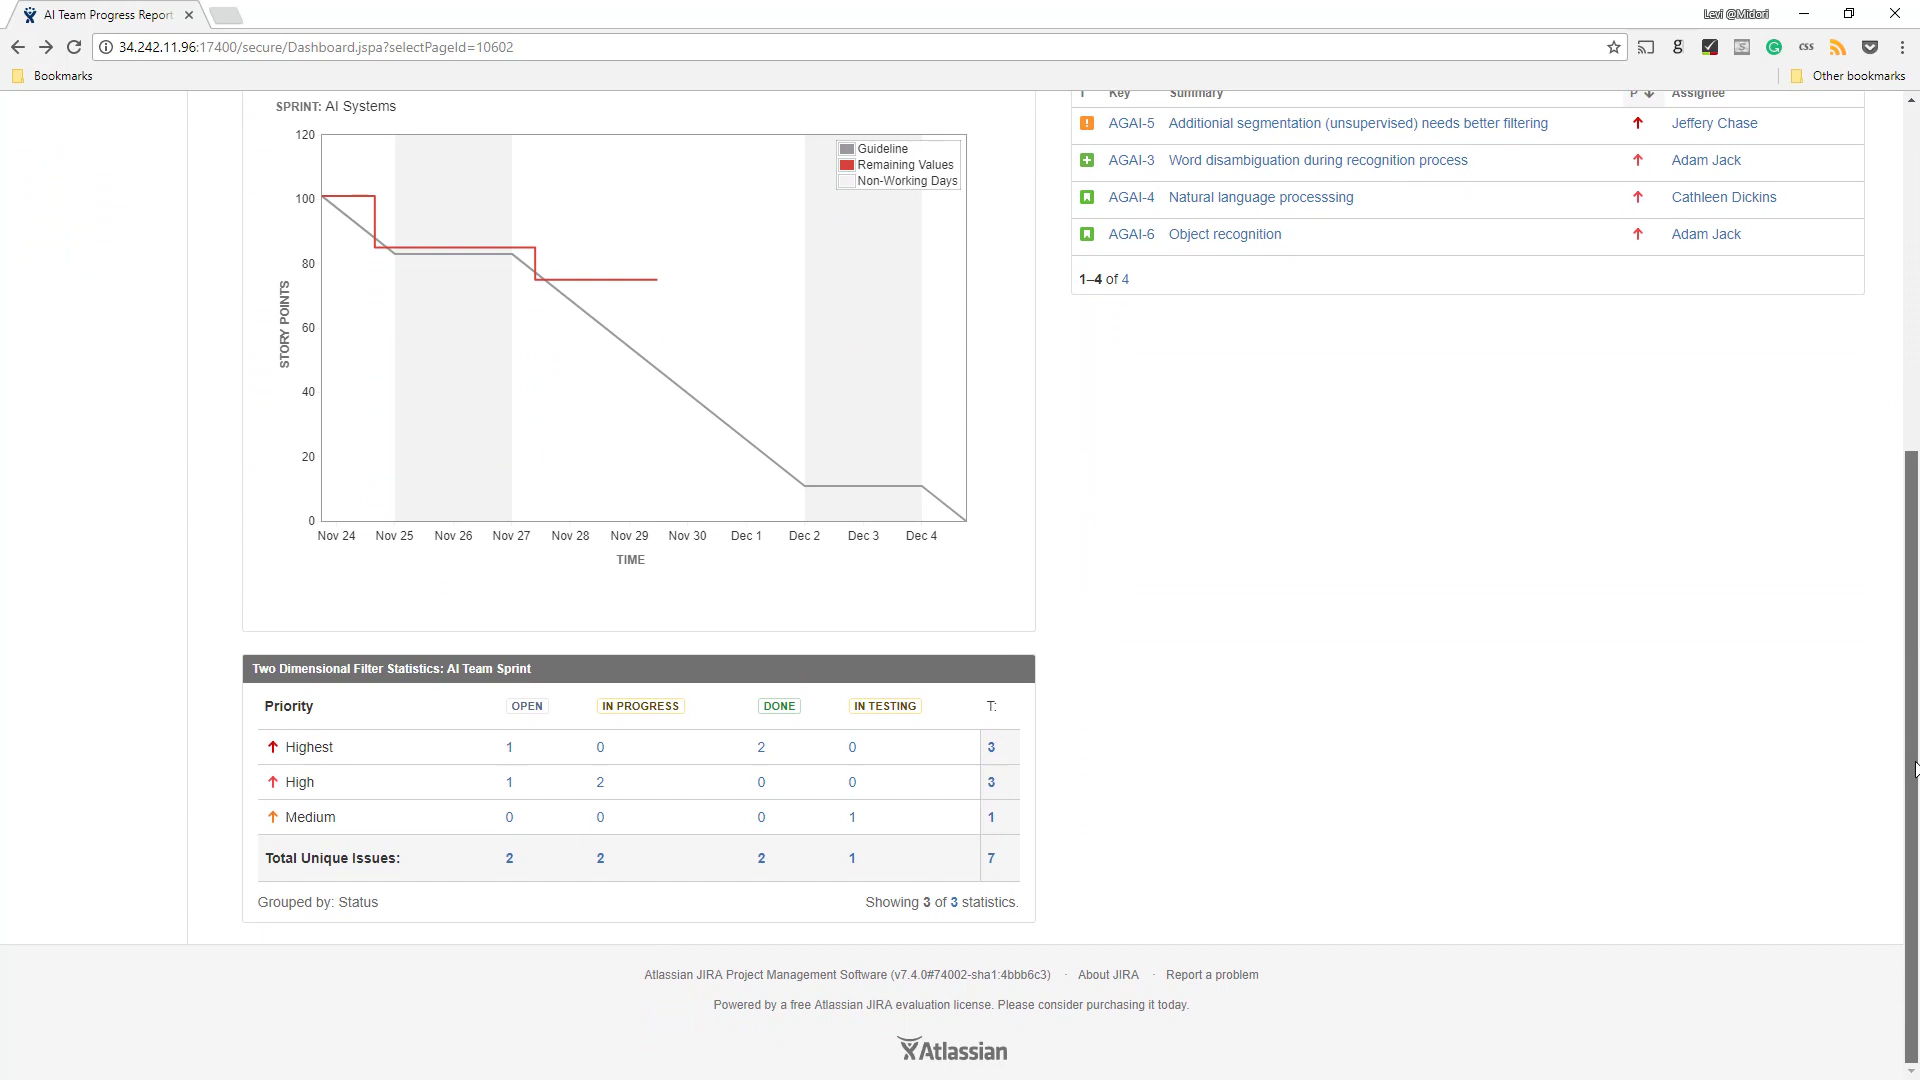 AI Team Progress Report
Levi @Midori
34.242.11.96:17400/secure/Dashboard.jspa?selectPageId=10602
Bookmarks
Other bookmarks
SPRINT: AI Systems
120
100
80
60
40
20
0
STORY POINTS
Guideline
Remaining Values
Non-Working Days
Nov 24 Nov 25 Nov 26 Nov 27 Nov 28 Nov 29 Nov 30 Dec 1 Dec 2 Dec 3 Dec 4
TIME
T Key Summary P Assignee
AGAI-5 Additionial segmentation (unsupervised) needs better filtering Jeffery Chase
AGAI-3 Word disambiguation during recognition process Adam Jack
AGAI-4 Natural language processsing Cathleen Dickins
AGAI-6 Object recognition Adam Jack
1–4 of 4
Two Dimensional Filter Statistics: AI Team Sprint
Priority OPEN IN PROGRESS DONE IN TESTING T:
Highest 1 0 2 0 3
High 1 2 0 0 3
Medium 0 0 0 1 1
Total Unique Issues: 2 2 2 1 7
Grouped by: Status Showing 3 of 3 statistics.
Atlassian JIRA Project Management Software (v7.4.0#74002-sha1:4bbb6c3) · About JIRA · Report a problem
Powered by a free Atlassian JIRA evaluation license. Please consider purchasing it today.
Atlassian